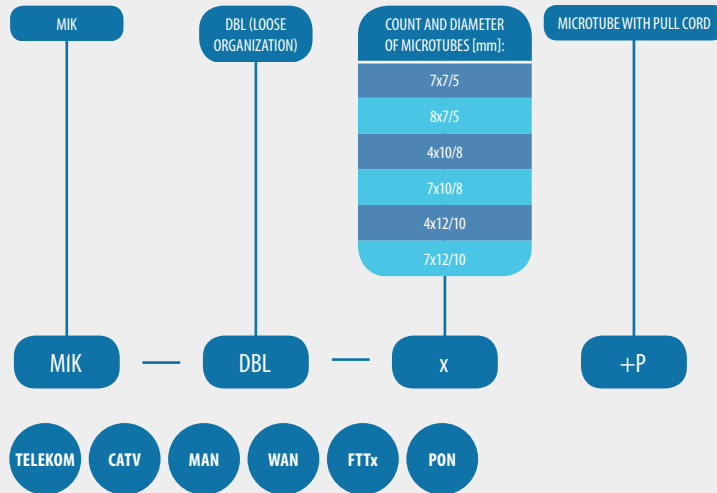 MIK
DBL (LOOSE
ORGANIZATION)
COUNT AND DIAMETER
OF MICROTUBES [mm]:
MICROTUBE WITH PULL CORD
7x7/5
8x7/5
4x10/8
7x10/8
4x12/10
7x12/10
MIK — DBL — x +P
TELEKOM CATV MAN WAN FTTx PON